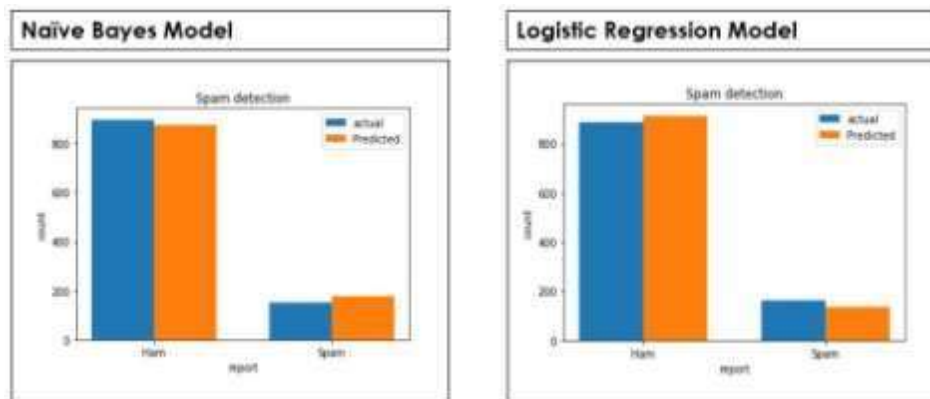 Naïve Bayes Model
Spam detection
actual
Predicted
800
600
400
200
0
count
Ham
Spam
report
Logistic Regression Model
Spam detection
actual
Predicted
800
600
400
200
0
count
Ham
Spam
report